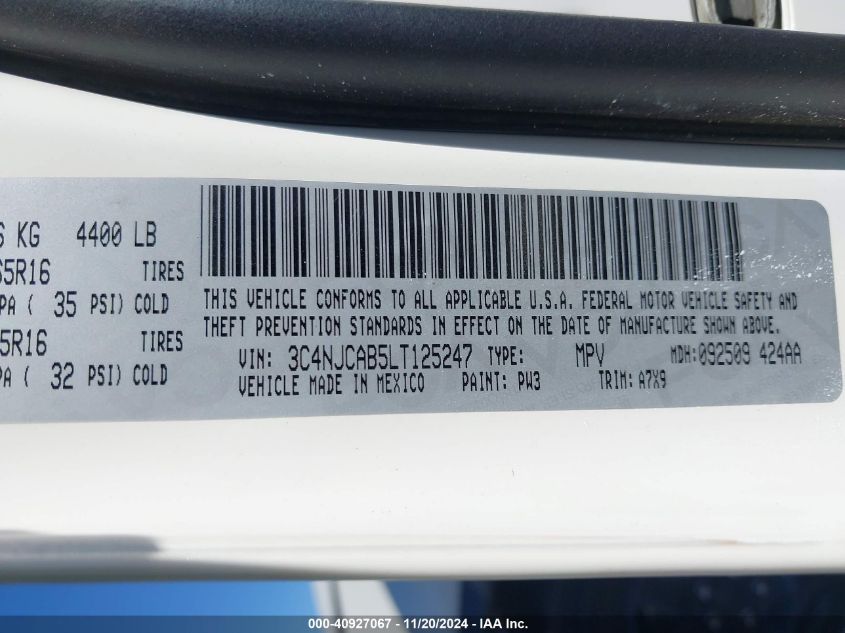 6 KG 4400 LB
65R16 TIRES
PA ( 35 PSI) COLD
5R16 TIRES
PA ( 32 PSI) COLD
THIS VEHICLE CONFORMS TO ALL APPLICABLE U.S.A. FEDERAL MOTOR VEHICLE SAFETY AND
THEFT PREVENTION STANDARDS IN EFFECT ON THE DATE OF MANUFACTURE SHOWN ABOVE.
VIN: 3C4NJCAB5LT125247 TYPE: MPV MDH:092509 424AA
VEHICLE MADE IN MEXICO PAINT: PW3 TRIM: A7X9
000-40927067 - 11/20/2024 - IAAI, Inc.